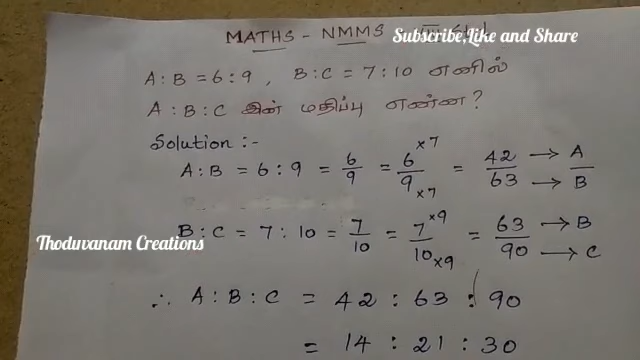 MATHS - NMMS
Subscribe,Like and Share
A:B = 6:9 , B:C = 7:10 எனில்
A:B:C இன் மதிப்பு என்ன?
Solution :-
A:B = 6:9 = 6/9 = 6×7/9×7 = 42/63 → A/→ B
B:C = 7:10 = 7/10 = 7×9/10×9 = 63/90 → B/→ C
Thoduvanam Creations
∴ A:B:C = 42:63:90
= 14:21:30